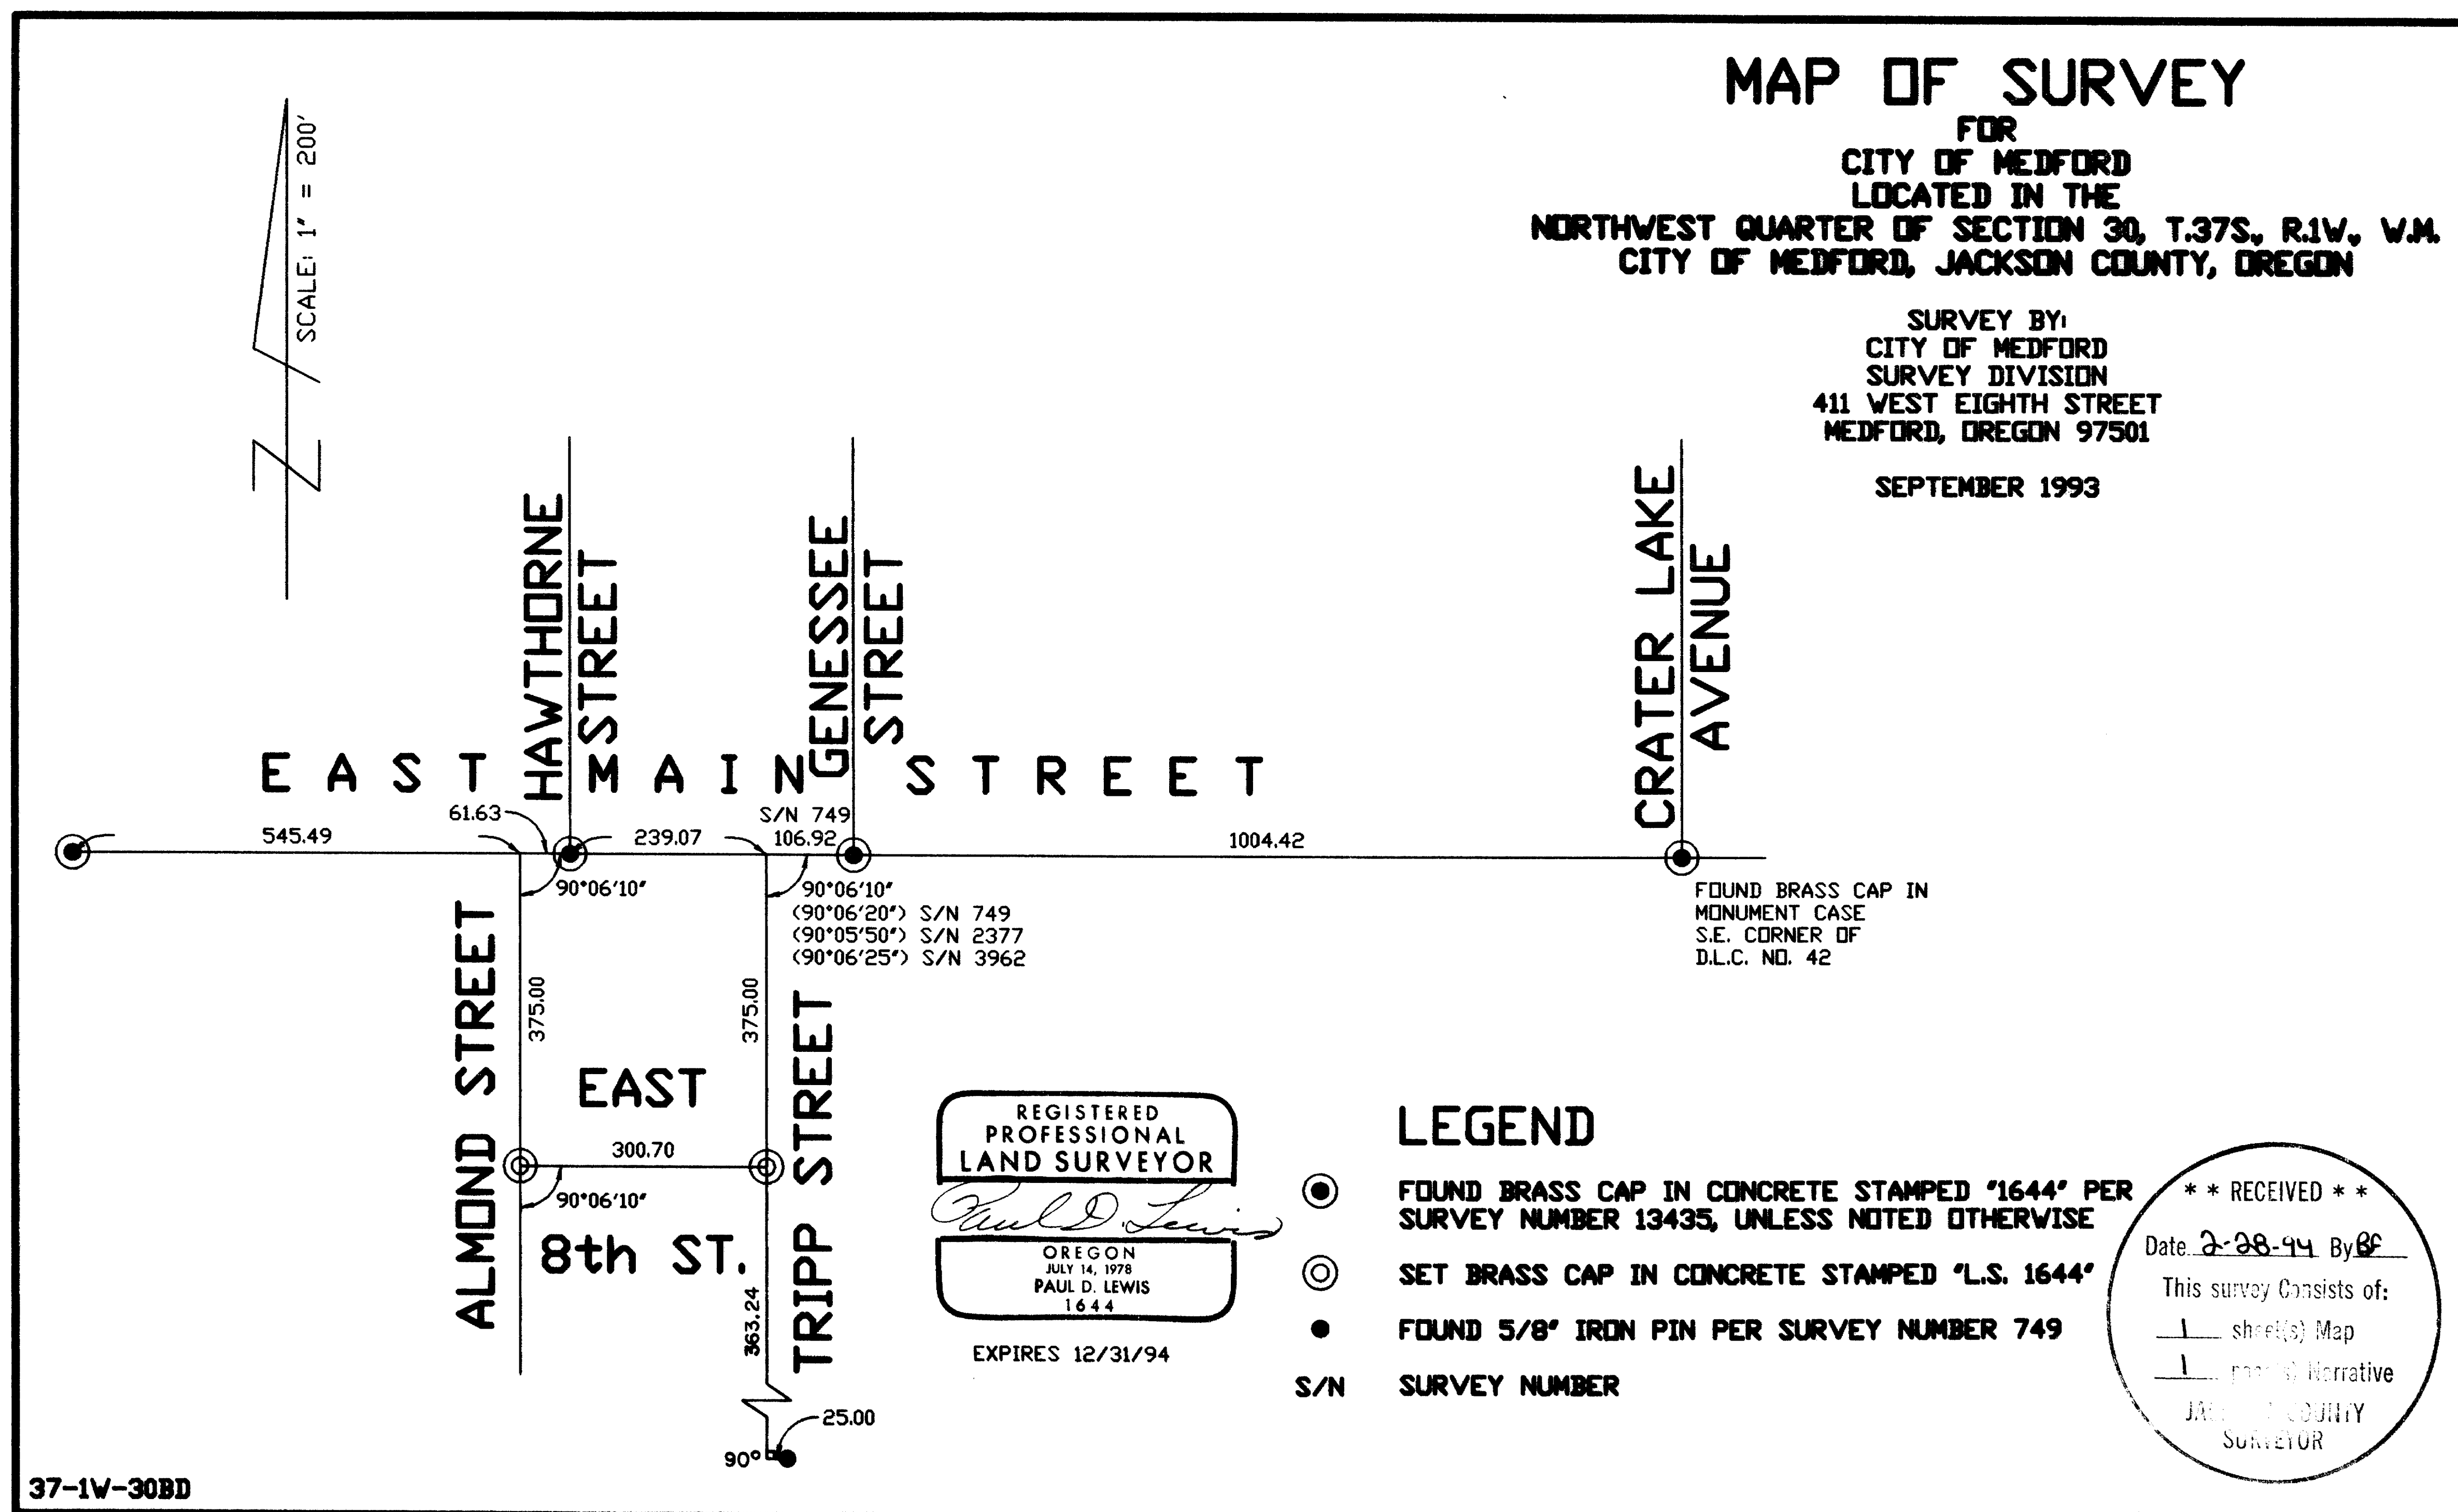 MAP OF SURVEY
FOR
CITY OF MEDFORD
LOCATED IN THE
NORTHWEST QUARTER OF SECTION 30, T.37S., R.1W., W.M.
CITY OF MEDFORD, JACKSON COUNTY, OREGON
SURVEY BY:
CITY OF MEDFORD
SURVEY DIVISION
411 WEST EIGHTH STREET
MEDFORD, OREGON 97501
SEPTEMBER 1993
SCALE: 1" = 200'
N
HAWTHORNE
STREET
GENESSEE
STREET
CRATER LAKE
AVENUE
EAST MAIN STREET
61.63
S/N 749
545.49
239.07
106.92
1004.42
90°06'10"
90°06'10"
(90°06'20") S/N 749
(90°05'50") S/N 2377
(90°06'25") S/N 3962
FOUND BRASS CAP IN
MONUMENT CASE
S.E. CORNER OF
D.L.C. NO. 42
ALMOND STREET
375.00
375.00
TRIPP STREET
EAST
300.70
90°06'10"
8th ST.
363.24
25.00
90°
REGISTERED
PROFESSIONAL
LAND SURVEYOR
Paul D. Lewis
OREGON
JULY 14, 1978
PAUL D. LEWIS
1644
EXPIRES 12/31/94
LEGEND
FOUND BRASS CAP IN CONCRETE STAMPED "1644" PER
SURVEY NUMBER 13435, UNLESS NOTED OTHERWISE
SET BRASS CAP IN CONCRETE STAMPED "L.S. 1644"
FOUND 5/8" IRON PIN PER SURVEY NUMBER 749
S/N SURVEY NUMBER
* * RECEIVED * *
Date 2-28-94 By BF
This survey Consists of:
1 sheet(s) Map
1 Narrative
COUNTY
SURVEYOR
37-1W-30BD